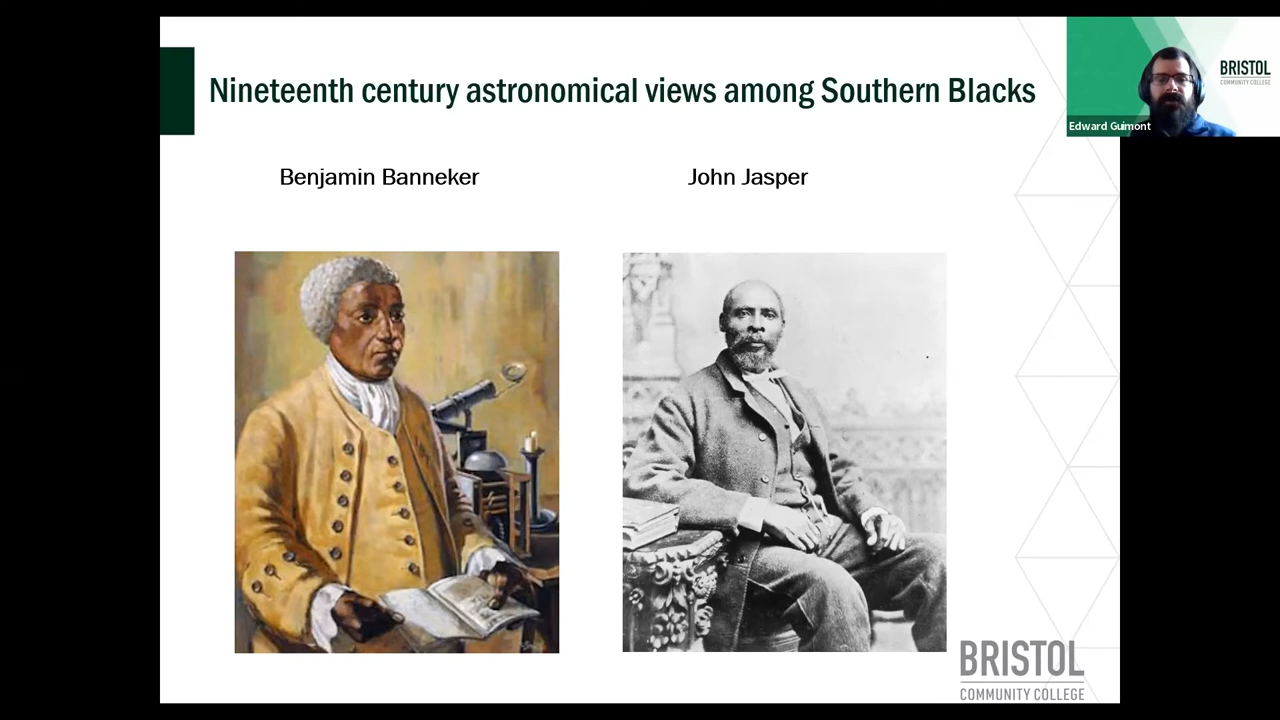 Nineteenth century astronomical views among Southern Blacks
BRISTOL
COMMUNITY COLLEGE
Edward Guimont
Benjamin Banneker
John Jasper
BRISTOL
COMMUNITY COLLEGE